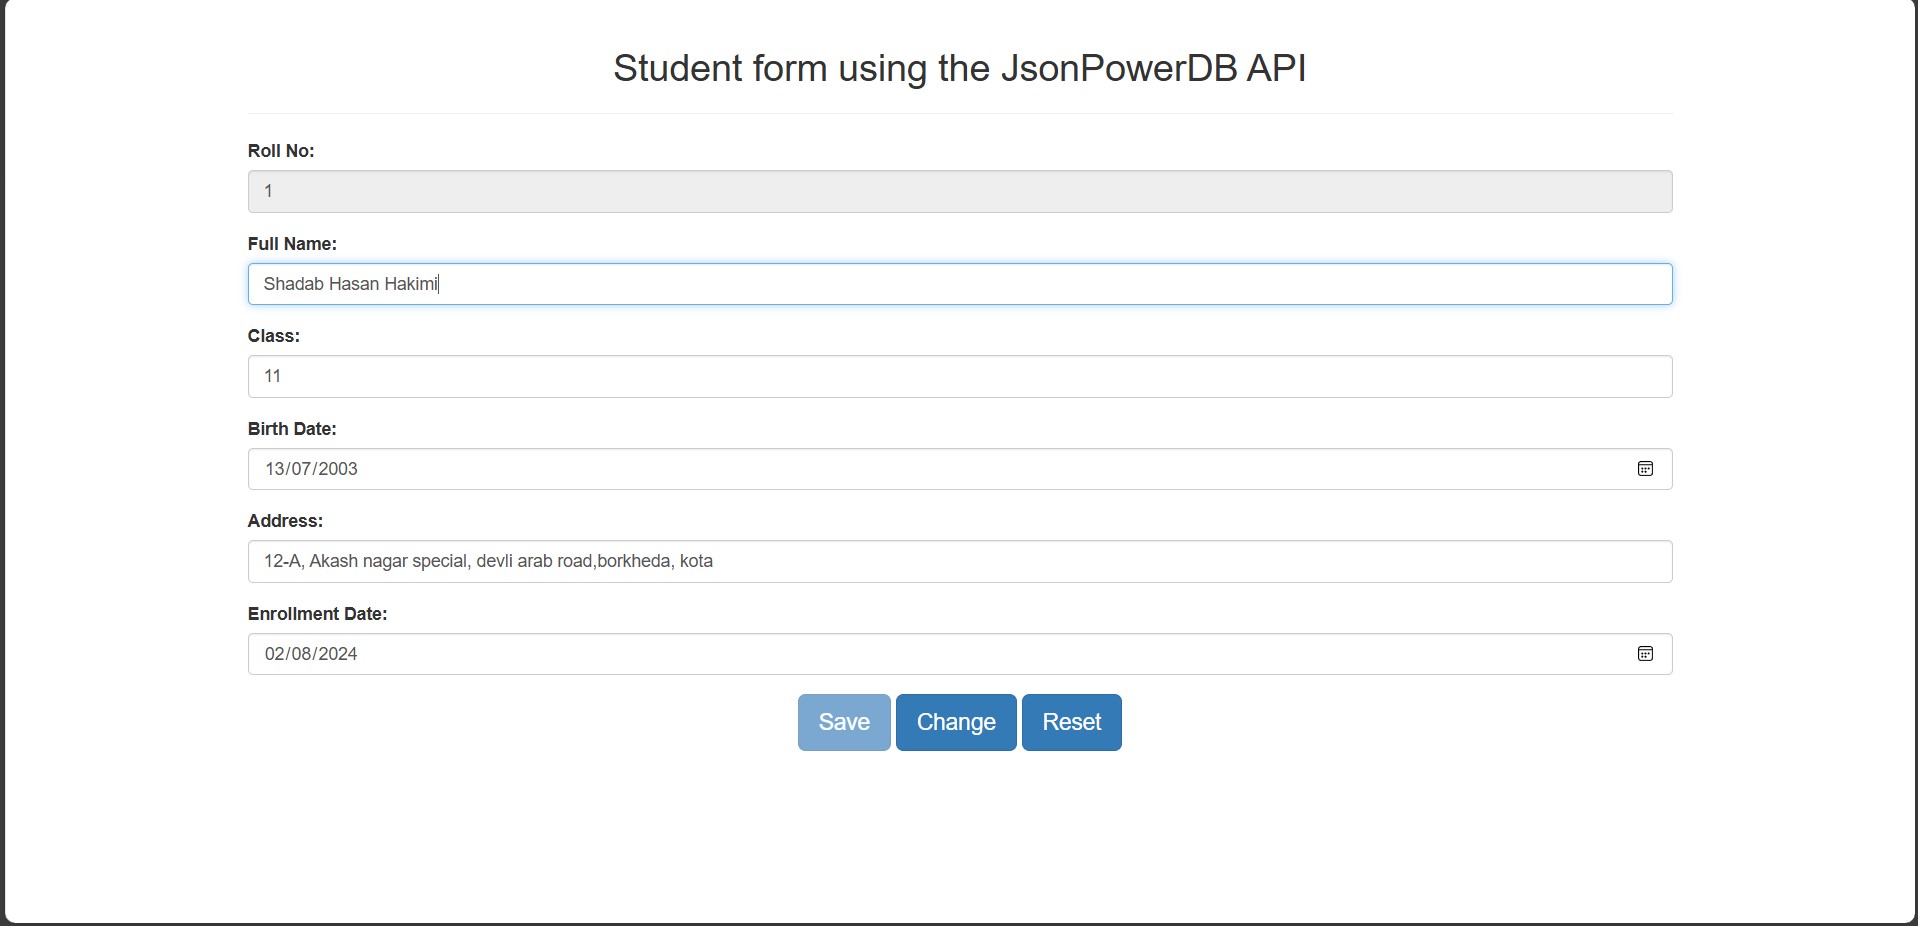 Student form using the JsonPowerDB API
Roll No:
1
Full Name:
Shadab Hasan Hakimi
Class:
11
Birth Date:
13/07/2003
Address:
12-A, Akash nagar special, devli arab road,borkheda, kota
Enrollment Date:
02/08/2024
Save Change Reset